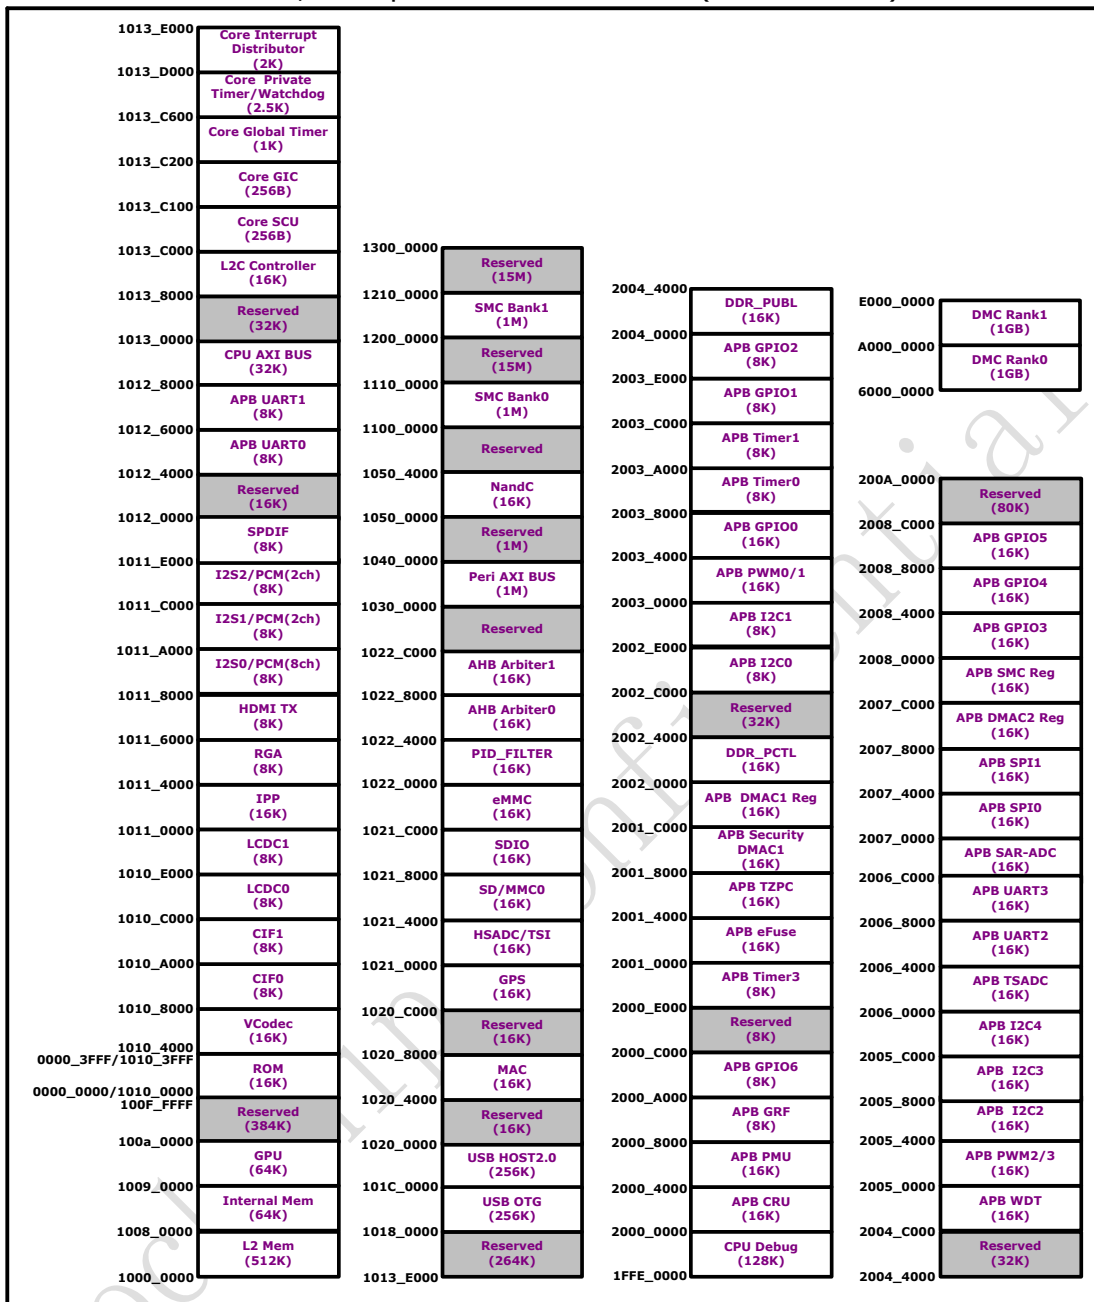 1013_E000
Core Interrupt
Distributor
(2K)
1013_D000
Core Private
Timer/Watchdog
(2.5K)
1013_C600
Core Global Timer
(1K)
1013_C200
Core GIC
(256B)
1013_C100
Core SCU
(256B)
1013_C000
L2C Controller
(16K)
1013_8000
Reserved
(32K)
1013_0000
CPU AXI BUS
(32K)
1012_8000
APB UART1
(8K)
1012_6000
APB UART0
(8K)
1012_4000
Reserved
(16K)
1012_0000
SPDIF
(8K)
1011_E000
I2S2/PCM(2ch)
(8K)
1011_C000
I2S1/PCM(2ch)
(8K)
1011_A000
I2S0/PCM(8ch)
(8K)
1011_8000
HDMI TX
(8K)
1011_6000
RGA
(8K)
1011_4000
IPP
(16K)
1011_0000
LCDC1
(8K)
1010_E000
LCDC0
(8K)
1010_C000
CIF1
(8K)
1010_A000
CIF0
(8K)
1010_8000
VCodec
(16K)
1010_4000
0000_3FFF/1010_3FFF
ROM
(16K)
0000_0000/1010_0000
100F_FFFF
Reserved
(384K)
100a_0000
GPU
(64K)
1009_0000
Internal Mem
(64K)
1008_0000
L2 Mem
(512K)
1000_0000
1300_0000
Reserved
(15M)
1210_0000
SMC Bank1
(1M)
1200_0000
Reserved
(15M)
1110_0000
SMC Bank0
(1M)
1100_0000
Reserved
1050_4000
NandC
(16K)
1050_0000
Reserved
(1M)
1040_0000
Peri AXI BUS
(1M)
1030_0000
Reserved
1022_C000
AHB Arbiter1
(16K)
1022_8000
AHB Arbiter0
(16K)
1022_4000
PID_FILTER
(16K)
1022_0000
eMMC
(16K)
1021_C000
SDIO
(16K)
1021_8000
SD/MMC0
(16K)
1021_4000
HSADC/TSI
(16K)
1021_0000
GPS
(16K)
1020_C000
Reserved
(16K)
1020_8000
MAC
(16K)
1020_4000
Reserved
(16K)
1020_0000
USB HOST2.0
(256K)
101C_0000
USB OTG
(256K)
1018_0000
Reserved
(264K)
1013_E000
2004_4000
DDR_PUBL
(16K)
2004_0000
APB GPIO2
(8K)
2003_E000
APB GPIO1
(8K)
2003_C000
APB Timer1
(8K)
2003_A000
APB Timer0
(8K)
2003_8000
APB GPIO0
(16K)
2003_4000
APB PWM0/1
(16K)
2003_0000
APB I2C1
(8K)
2002_E000
APB I2C0
(8K)
2002_C000
Reserved
(32K)
2002_4000
DDR_PCTL
(16K)
2002_0000
APB DMAC1 Reg
(16K)
2001_C000
APB Security
DMAC1
(16K)
2001_8000
APB TZPC
(16K)
2001_4000
APB eFuse
(16K)
2001_0000
APB Timer3
(8K)
2000_E000
Reserved
(8K)
2000_C000
APB GPIO6
(8K)
2000_A000
APB GRF
(8K)
2000_8000
APB PMU
(16K)
2000_4000
APB CRU
(16K)
2000_0000
CPU Debug
(128K)
1FFE_0000
E000_0000
DMC Rank1
(1GB)
A000_0000
DMC Rank0
(1GB)
6000_0000
200A_0000
Reserved
(80K)
2008_C000
APB GPIO5
(16K)
2008_8000
APB GPIO4
(16K)
2008_4000
APB GPIO3
(16K)
2008_0000
APB SMC Reg
(16K)
2007_C000
APB DMAC2 Reg
(16K)
2007_8000
APB SPI1
(16K)
2007_4000
APB SPI0
(16K)
2007_0000
APB SAR-ADC
(16K)
2006_C000
APB UART3
(16K)
2006_8000
APB UART2
(16K)
2006_4000
APB TSADC
(16K)
2006_0000
APB I2C4
(16K)
2005_C000
APB I2C3
(16K)
2005_8000
APB I2C2
(16K)
2005_4000
APB PWM2/3
(16K)
2005_0000
APB WDT
(16K)
2004_C000
Reserved
(32K)
2004_4000